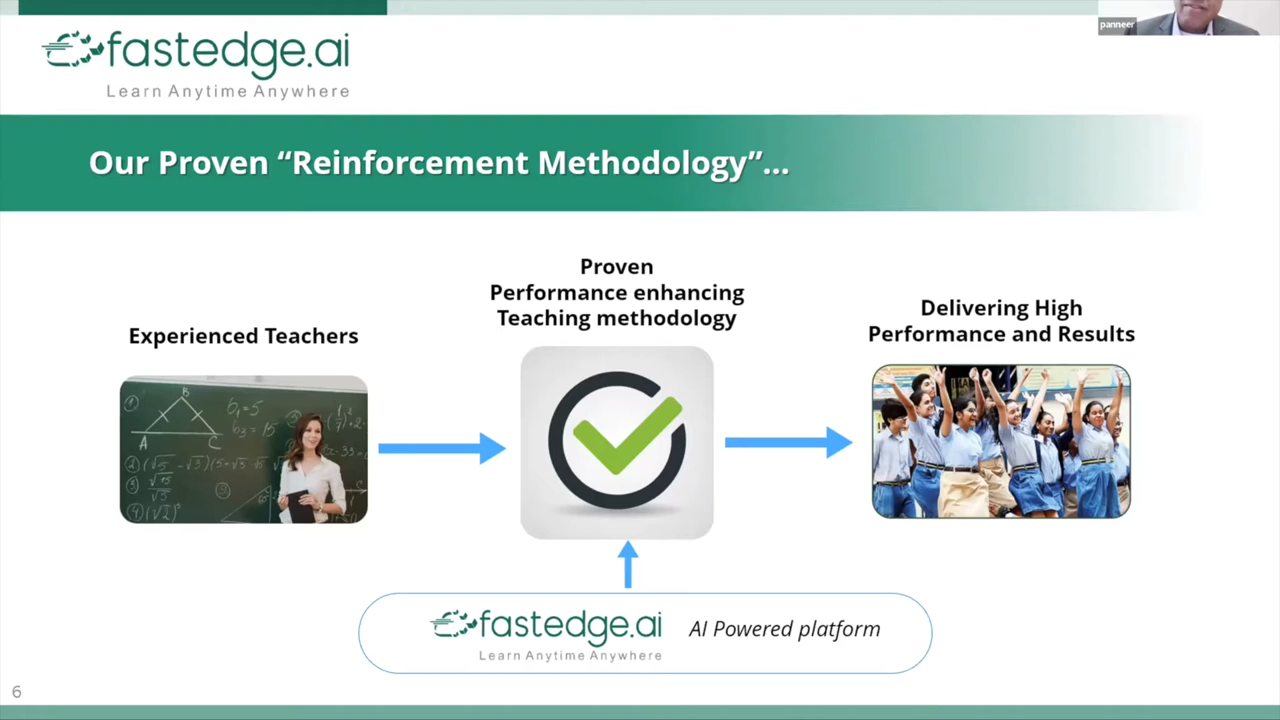 panneer
fastedge.ai
Learn Anytime Anywhere
Our Proven “Reinforcement Methodology”...
Proven
Performance enhancing
Teaching methodology
Delivering High
Performance and Results
Experienced Teachers
B
A
C
fastedge.ai
AI Powered platform
Learn Anytime Anywhere
6